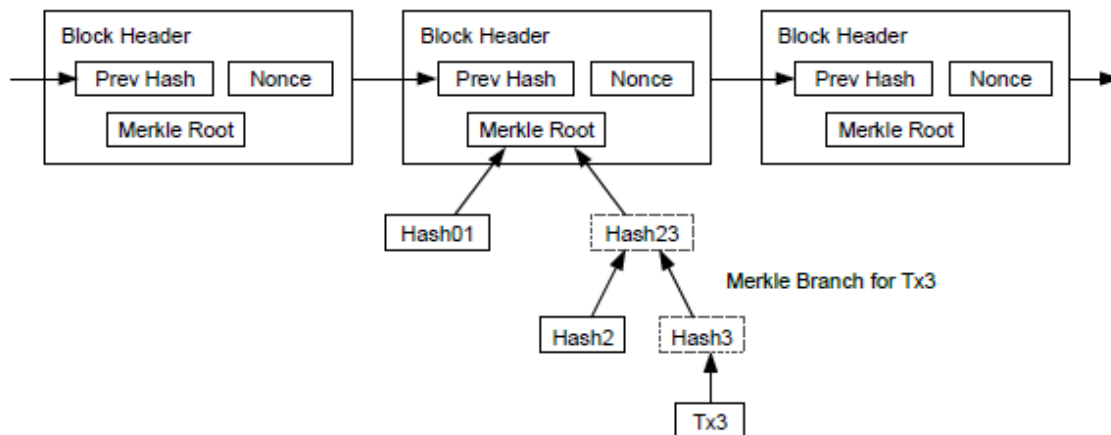 Block Header
Prev Hash
Nonce
Merkle Root
Block Header
Prev Hash
Nonce
Merkle Root
Block Header
Prev Hash
Nonce
Merkle Root
Hash01
Hash23
Merkle Branch for Tx3
Hash2
Hash3
Tx3